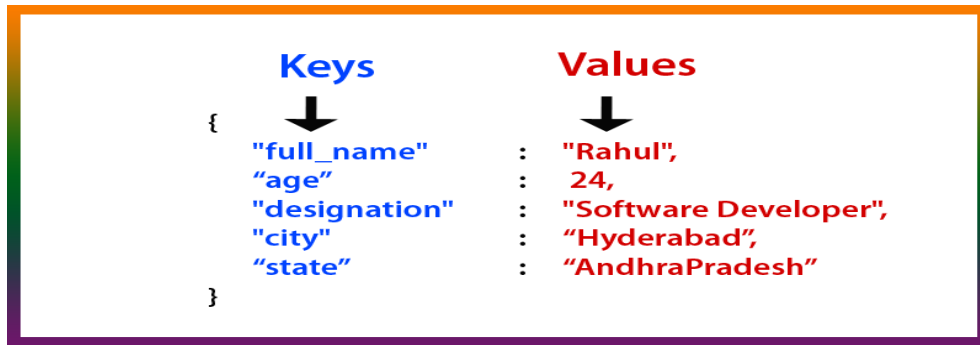 Keys Values
{
"full_name" : "Rahul",
“age” : 24,
"designation" : "Software Developer",
"city" : “Hyderabad”,
“state” : “AndhraPradesh”
}